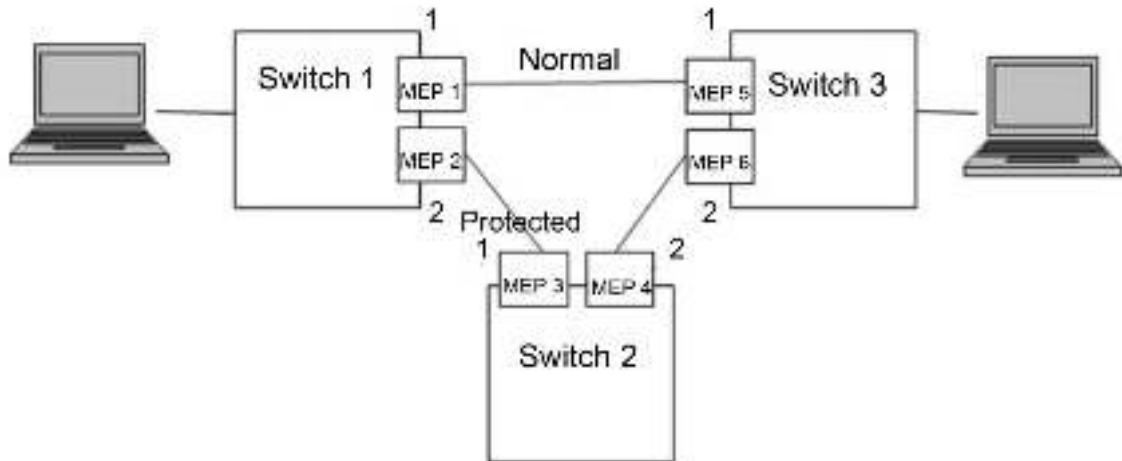 1
1
Switch 1
MEP 1
Normal
MEP 5
Switch 3
MEP 2
MEP 6
2
Protected
2
1
2
MEP 3
MEP 4
Switch 2